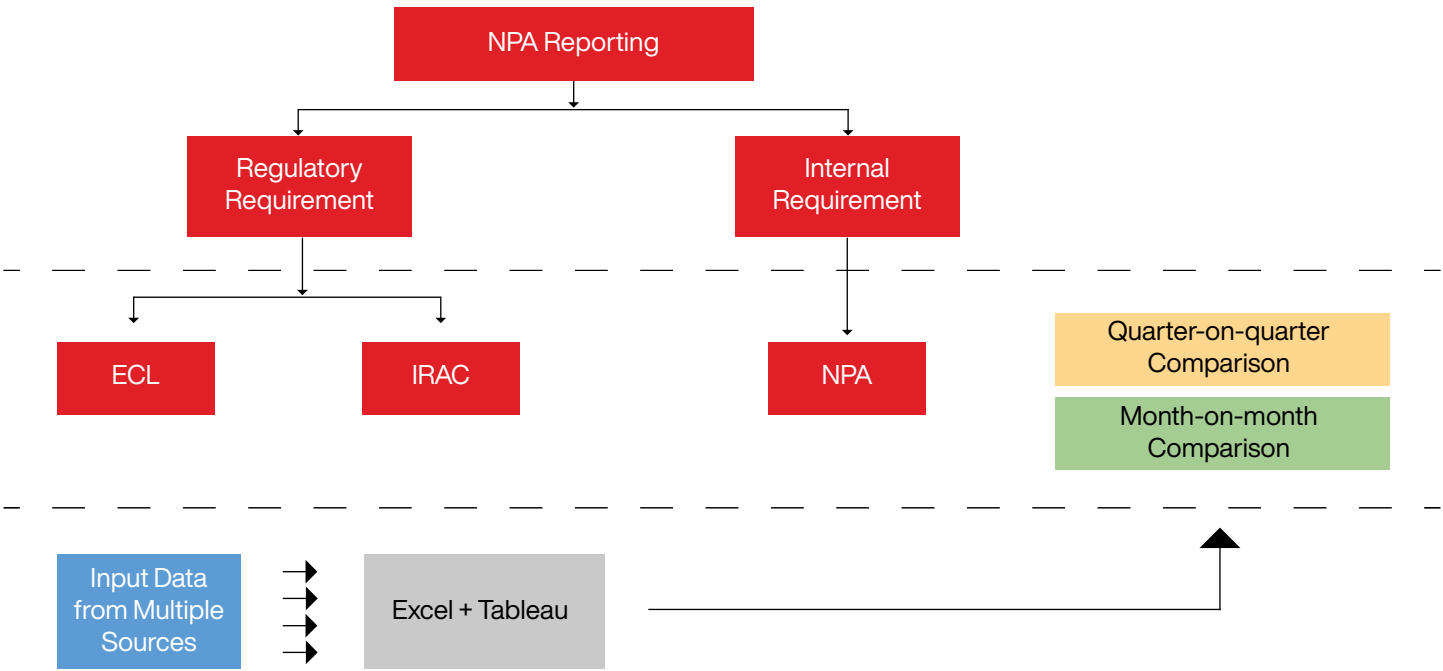 NPA Reporting
Regulatory
Requirement
Internal
Requirement
ECL
IRAC
NPA
Quarter-on-quarter
Comparison
Month-on-month
Comparison
Input Data
from Multiple
Sources
Excel + Tableau